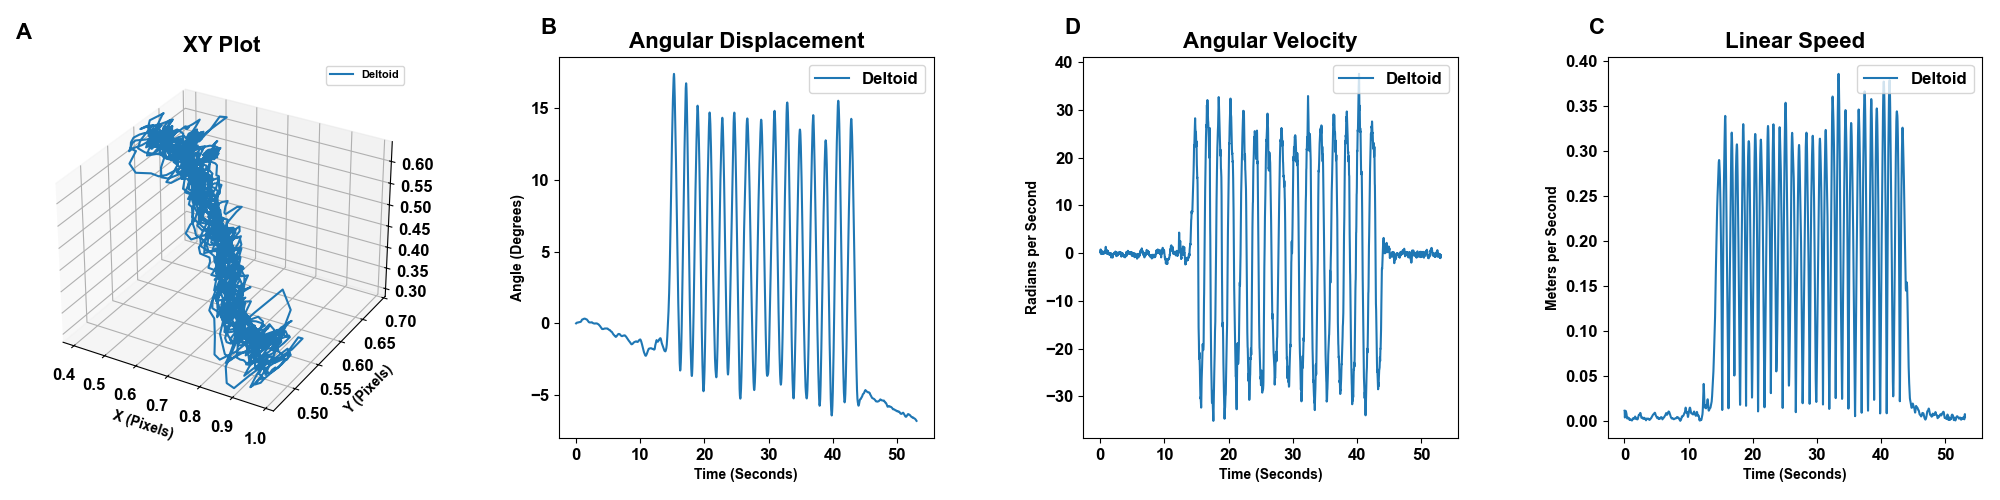 A
XY Plot
Deltoid
0.60
0.55
0.50
0.45
0.40
0.35
0.30
0.70
0.65
0.60
0.55
0.50
Y (Pixels)
0.4
0.5
0.6
0.7
0.8
0.9
1.0
X (Pixels)
B
Angular Displacement
Deltoid
15
10
5
0
−5
Angle (Degrees)
0 10 20 30 40 50
Time (Seconds)
D
Angular Velocity
Deltoid
40
30
20
10
0
−10
−20
−30
Radians per Second
0 10 20 30 40 50
Time (Seconds)
C
Linear Speed
Deltoid
0.40
0.35
0.30
0.25
0.20
0.15
0.10
0.05
0.00
Meters per Second
0 10 20 30 40 50
Time (Seconds)